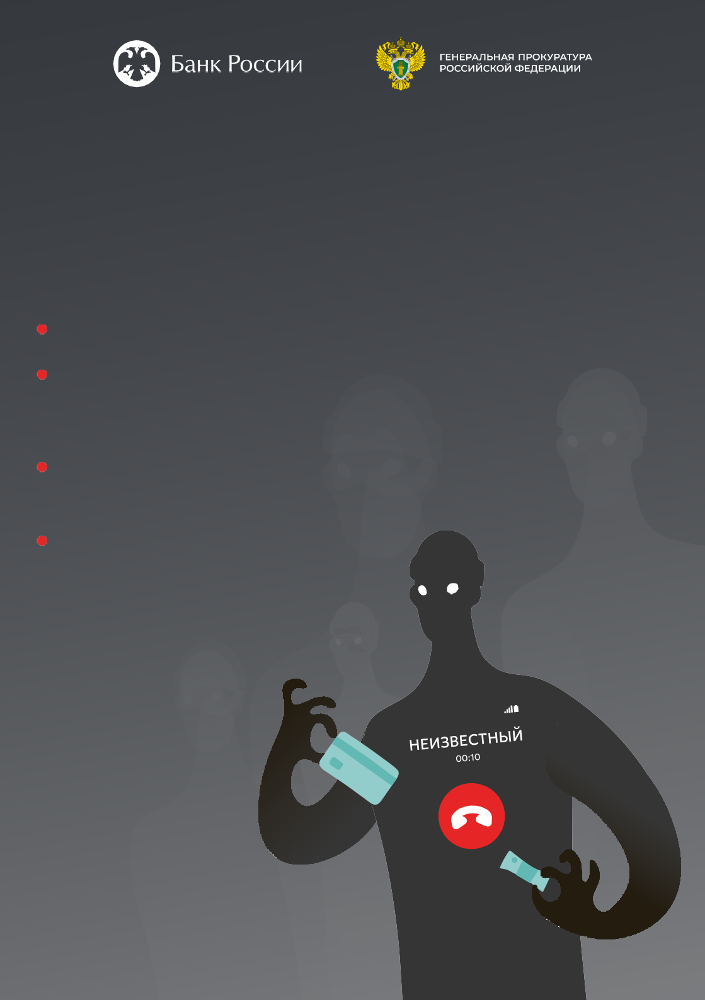 Банк России
ГЕНЕРАЛЬНАЯ ПРОКУРАТУРА
РОССИЙСКОЙ ФЕДЕРАЦИИ
НЕИЗВЕСТНЫЙ
00:10